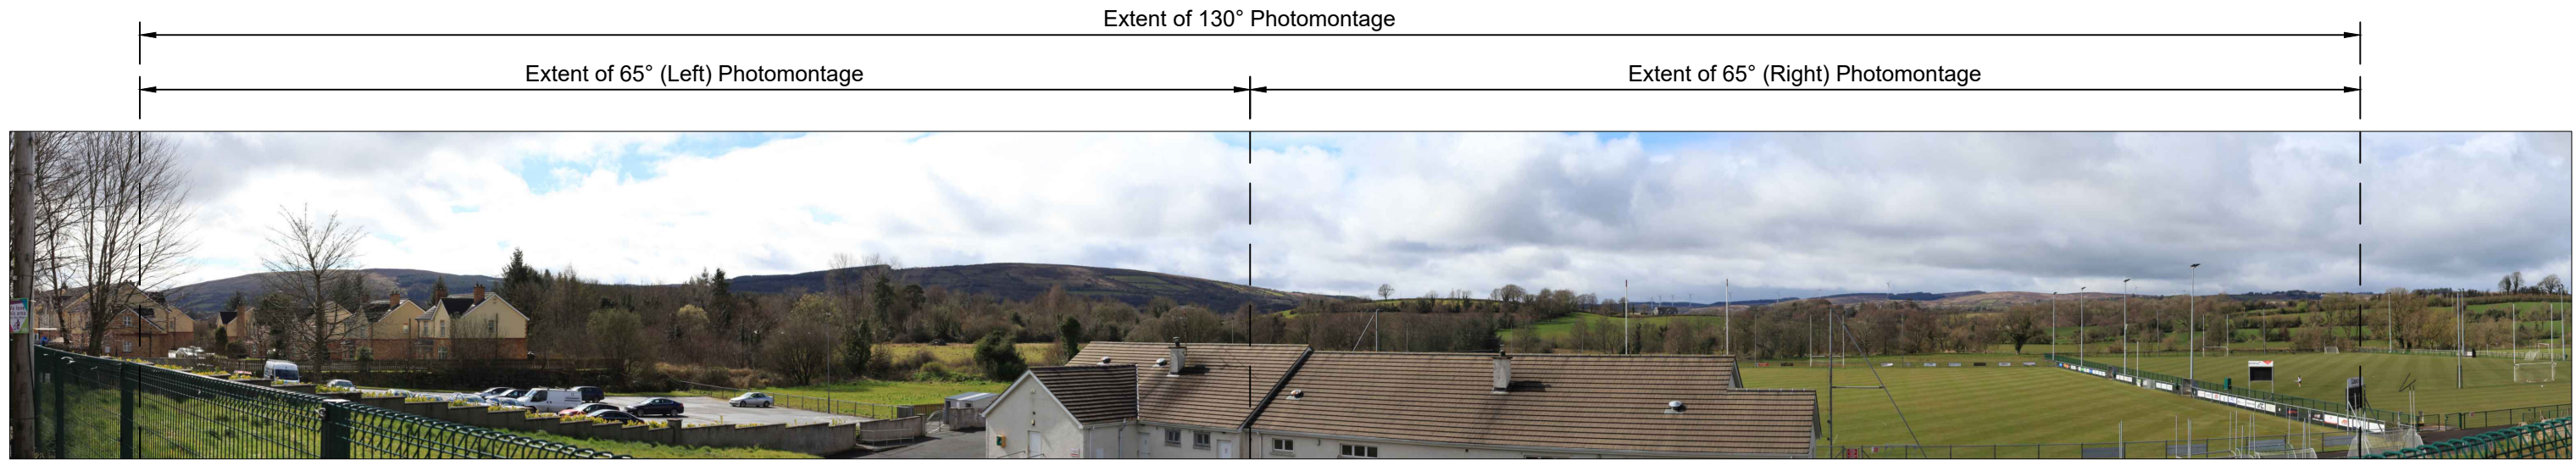 Extent of 130° Photomontage
Extent of 65° (Left) Photomontage
Extent of 65° (Right) Photomontage